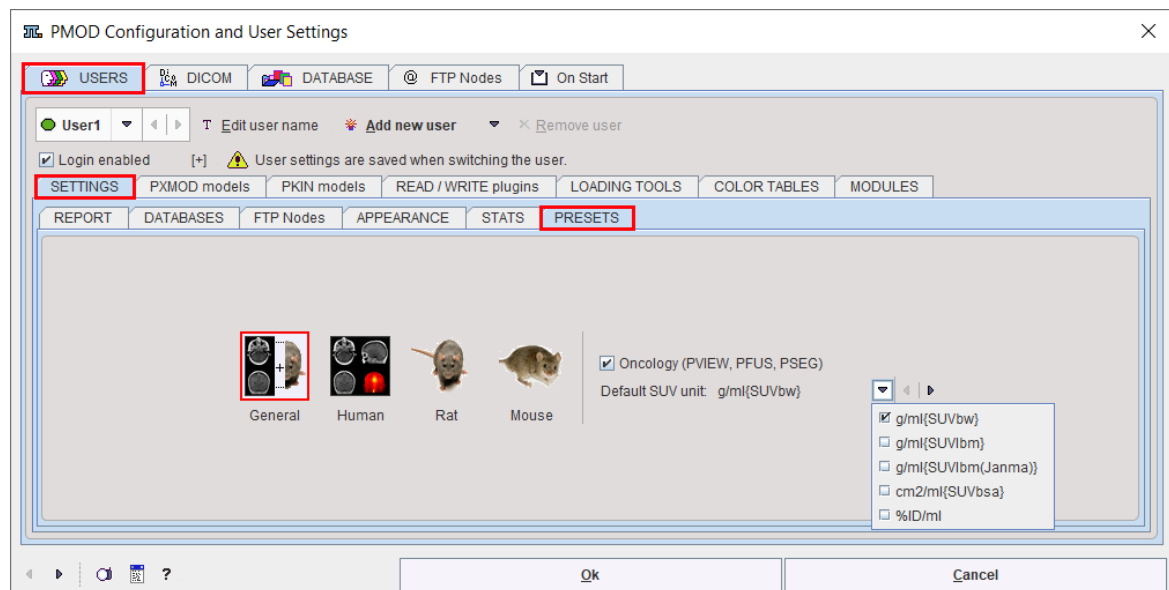 PMOD Configuration and User Settings
USERS DICOM DATABASE @ FTP Nodes On Start
User1 T Edit user name Add new user Remove user
Login enabled [+] User settings are saved when switching the user.
SETTINGS PXMOD models PKIN models READ / WRITE plugins LOADING TOOLS COLOR TABLES MODULES
REPORT DATABASES FTP Nodes APPEARANCE STATS PRESETS
Oncology (PVIEW, PFUS, PSEG)
Default SUV unit: g/ml{SUVbw}
General Human Rat Mouse
g/ml{SUVbw}
g/ml{SUVlbm}
g/ml{SUVlbm(Janma)}
cm2/ml{SUVbsa}
%ID/ml
? Ok Cancel